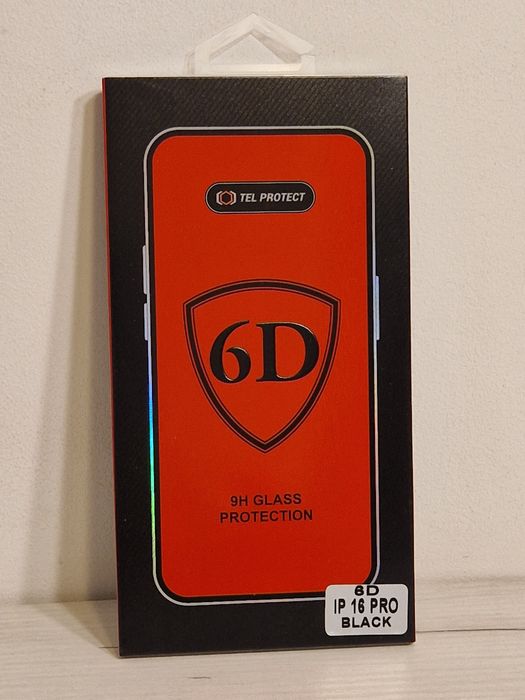 TEL PROTECT
6D
9H GLASS
PROTECTION
6D
IP 16 PRO
BLACK